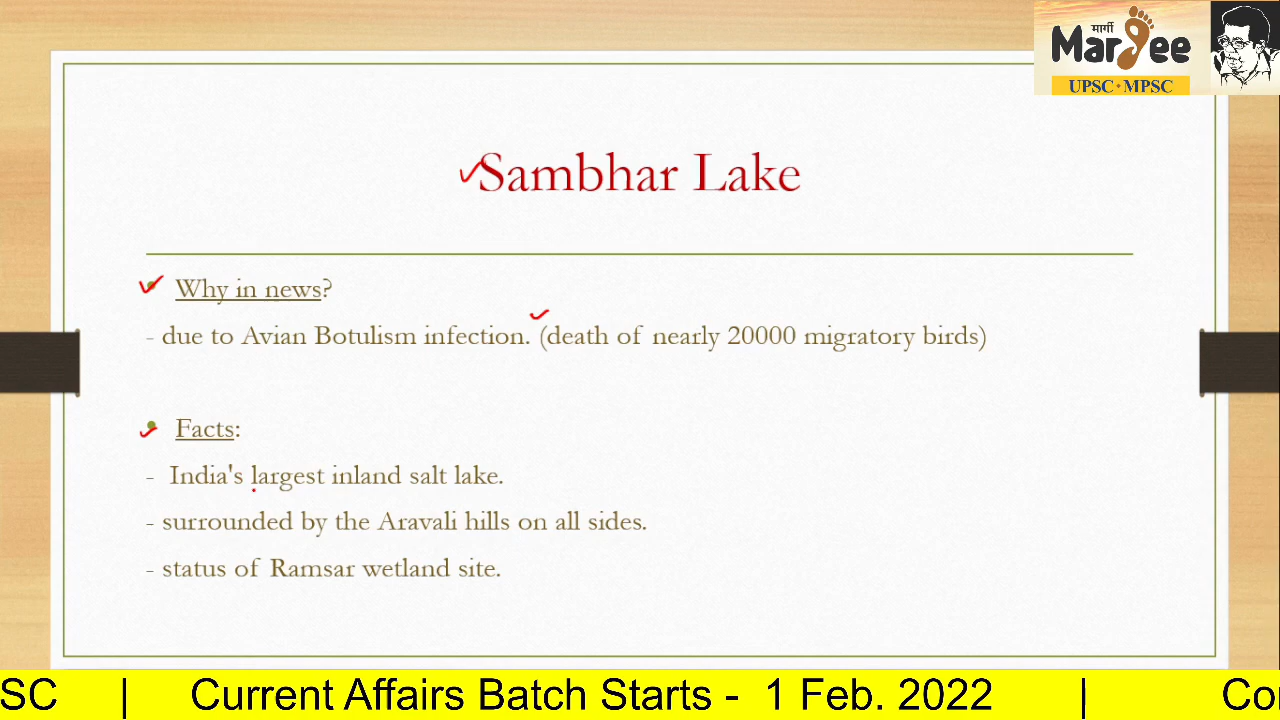 मार्गी
Margee
UPSC • MPSC
Sambhar Lake
Why in news?
- due to Avian Botulism infection. (death of nearly 20000 migratory birds)
Facts:
- India's largest inland salt lake.
- surrounded by the Aravali hills on all sides.
- status of Ramsar wetland site.
SC | Current Affairs Batch Starts - 1 Feb. 2022 |